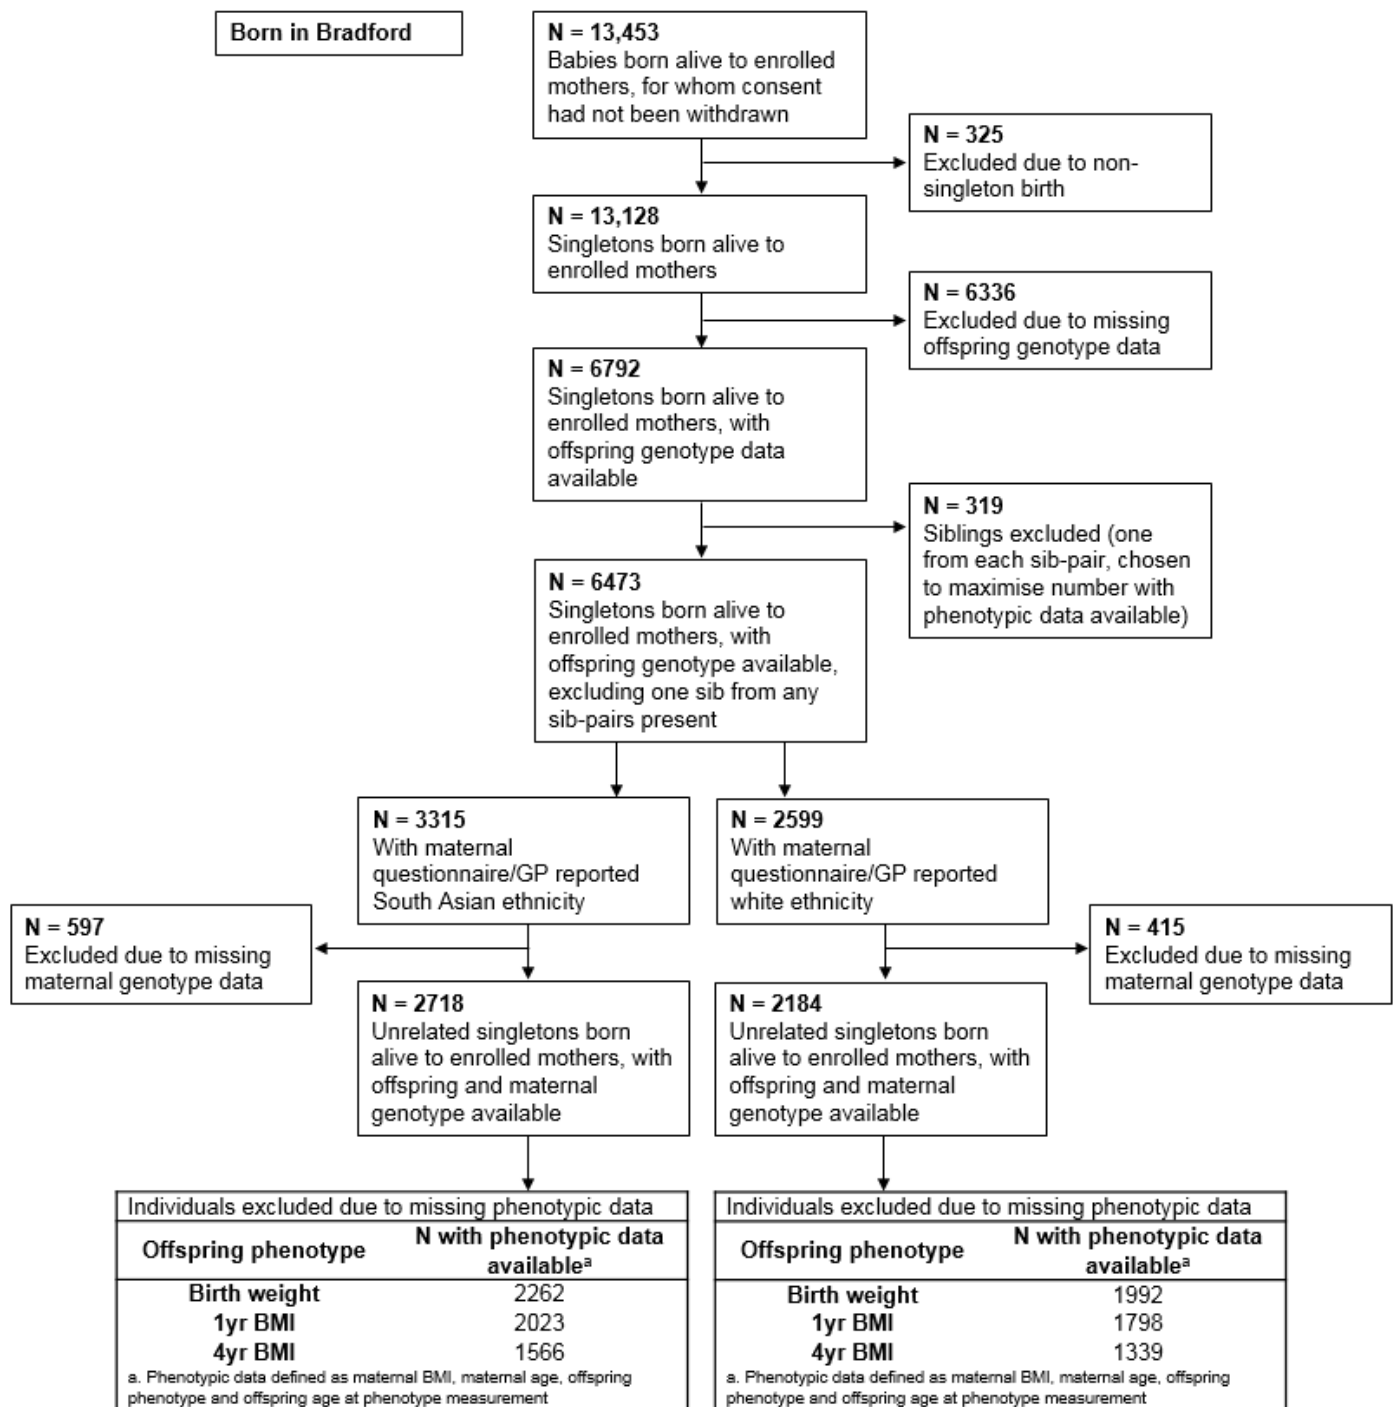 Born in Bradford
N = 13,453
Babies born alive to enrolled
mothers, for whom consent
had not been withdrawn
N = 325
Excluded due to non-
singleton birth
N = 13,128
Singletons born alive to
enrolled mothers
N = 6336
Excluded due to missing
offspring genotype data
N = 6792
Singletons born alive to
enrolled mothers, with
offspring genotype data
available
N = 319
Siblings excluded (one
from each sib-pair, chosen
to maximise number with
phenotypic data available)
N = 6473
Singletons born alive to
enrolled mothers, with
offspring genotype available,
excluding one sib from any
sib-pairs present
N = 3315
With maternal
questionnaire/GP reported
South Asian ethnicity
N = 2599
With maternal
questionnaire/GP reported
white ethnicity
N = 597
Excluded due to missing
maternal genotype data
N = 415
Excluded due to missing
maternal genotype data
N = 2718
Unrelated singletons born
alive to enrolled mothers, with
offspring and maternal
genotype available
N = 2184
Unrelated singletons born
alive to enrolled mothers, with
offspring and maternal
genotype available
Individuals excluded due to missing phenotypic data
Offspring phenotype N with phenotypic data
availableᵃ
Birth weight 2262
1yr BMI 2023
4yr BMI 1566
a. Phenotypic data defined as maternal BMI, maternal age, offspring
phenotype and offspring age at phenotype measurement
Individuals excluded due to missing phenotypic data
Offspring phenotype N with phenotypic data
availableᵃ
Birth weight 1992
1yr BMI 1798
4yr BMI 1339
a. Phenotypic data defined as maternal BMI, maternal age, offspring
phenotype and offspring age at phenotype measurement